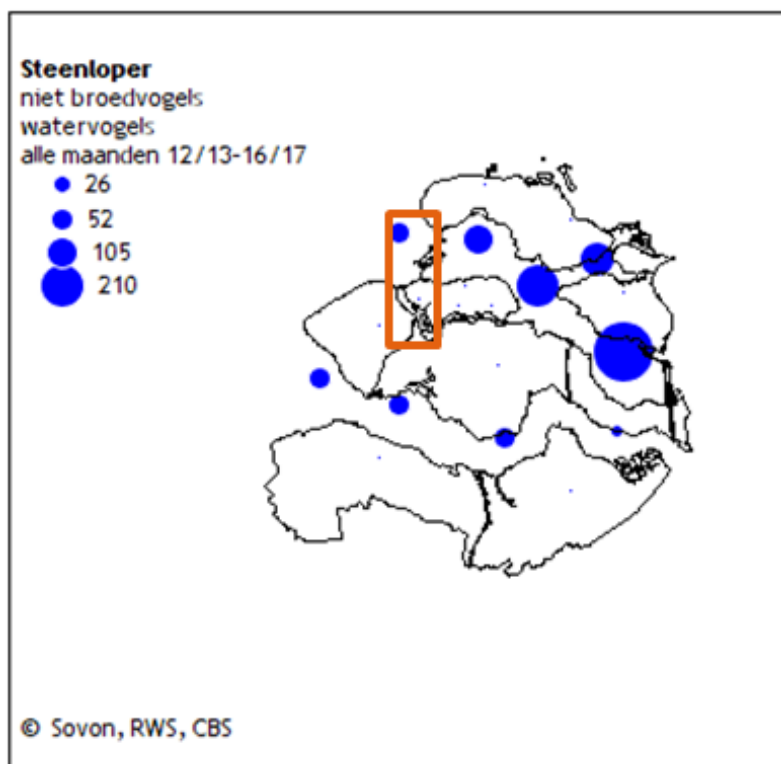 Steenloper
niet broedvogels
watervogels
alle maanden 12/13-16/17
26
52
105
210
© Sovon, RWS, CBS